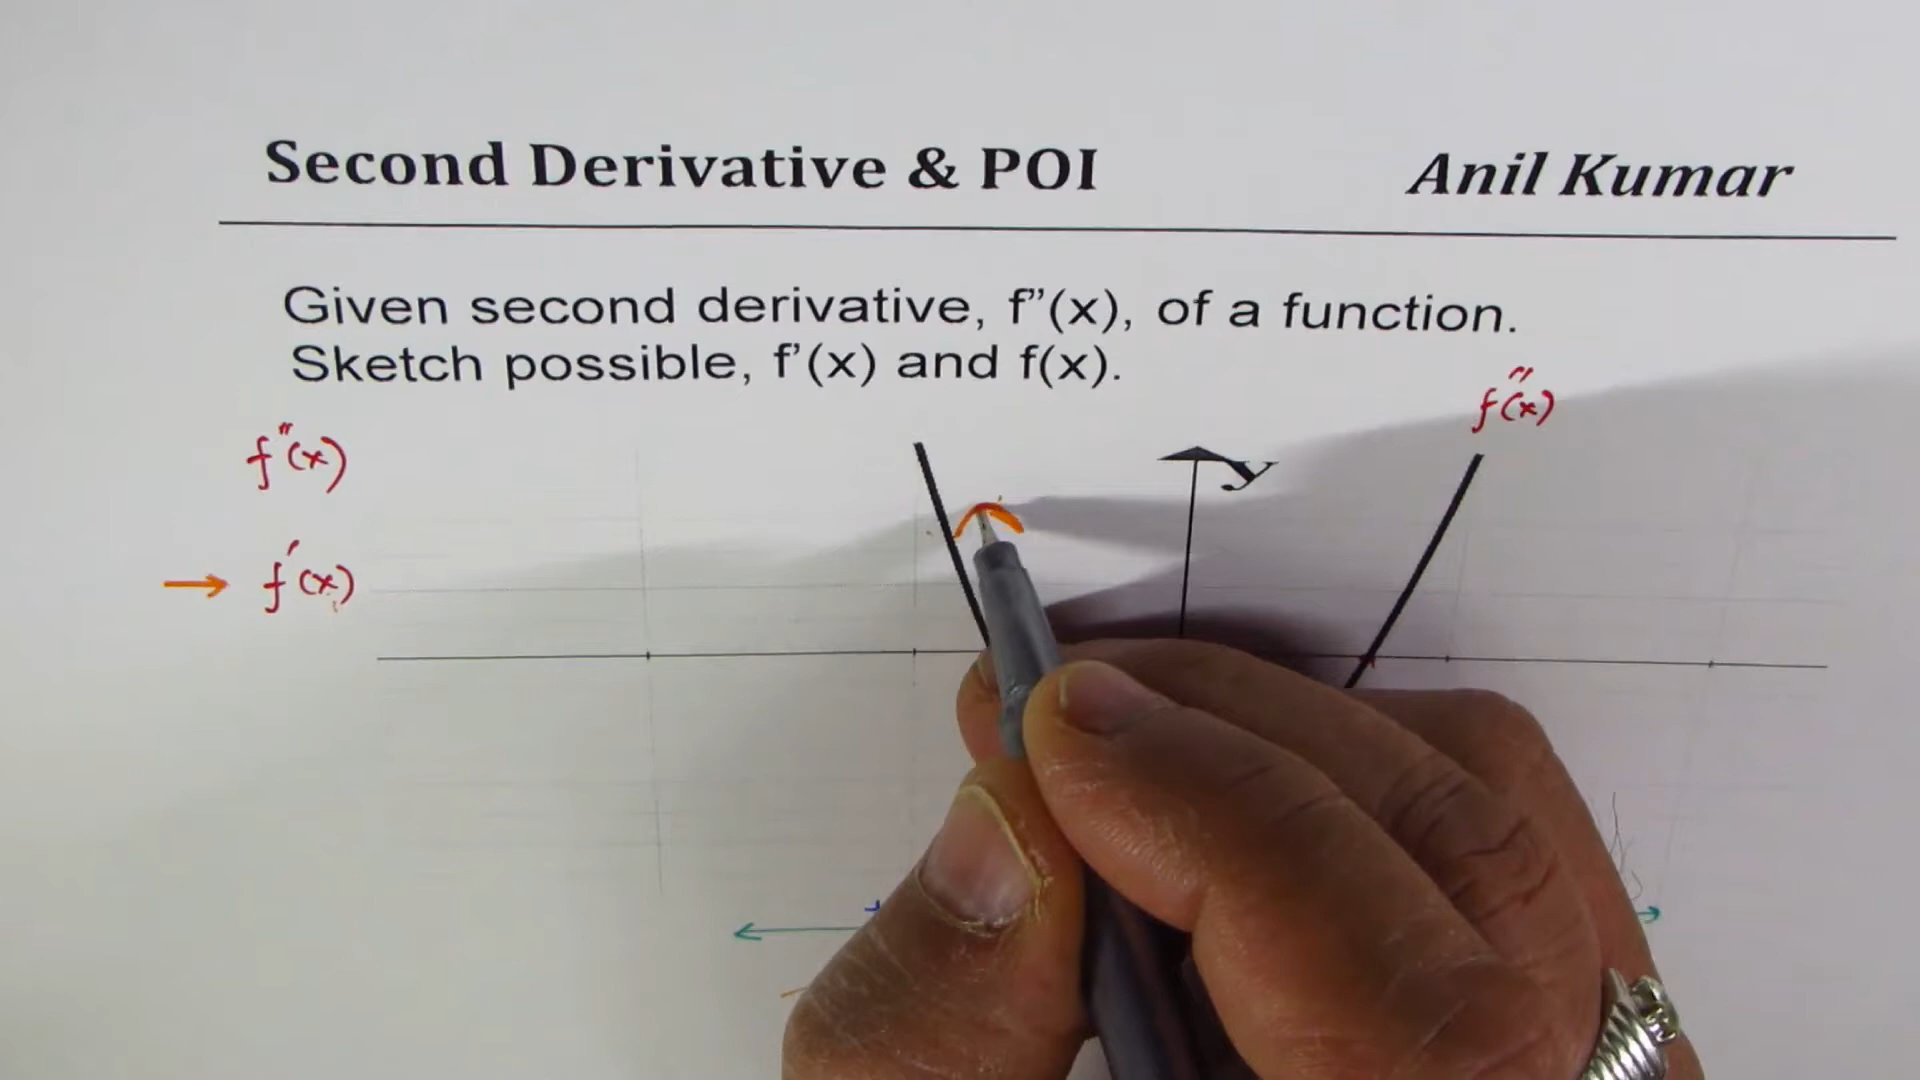 Second Derivative & POI Anil Kumar
Given second derivative, f”(x), of a function.
Sketch possible, f’(x) and f(x).
f"(x)
f"(x)
y
→ f'(x)